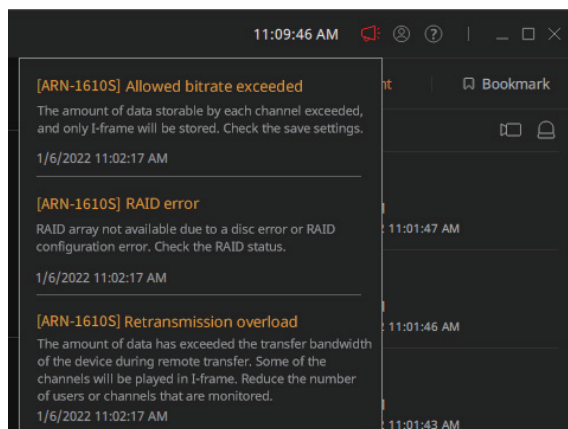 11:09:46 AM
[ARN-1610S] Allowed bitrate exceeded
The amount of data storable by each channel exceeded,
and only I-frame will be stored. Check the save settings.
1/6/2022 11:02:17 AM
[ARN-1610S] RAID error
RAID array not available due to a disc error or RAID
configuration error. Check the RAID status.
1/6/2022 11:02:17 AM
[ARN-1610S] Retransmission overload
The amount of data has exceeded the transfer bandwidth
of the device during remote transfer. Some of the
channels will be played in I-frame. Reduce the number
of users or channels that are monitored.
1/6/2022 11:02:17 AM
Bookmark
11:01:47 AM
11:01:46 AM
11:01:43 AM